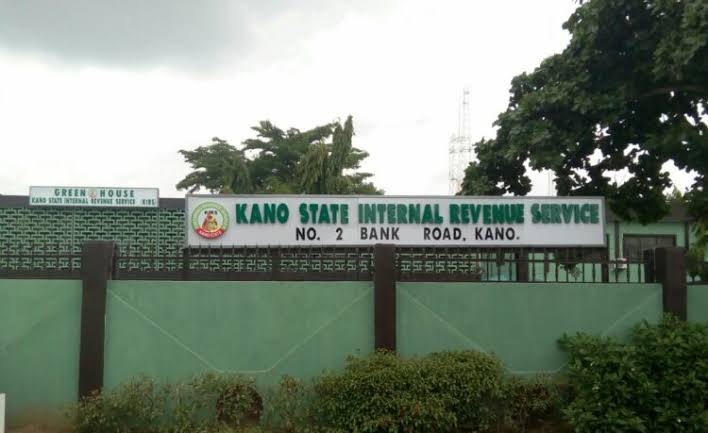 GREEN HOUSE
KANO STATE INTERNAL REVENUE SERVICE (KIRS)
KANO STATE INTERNAL REVENUE SERVICE
NO. 2 BANK ROAD, KANO.